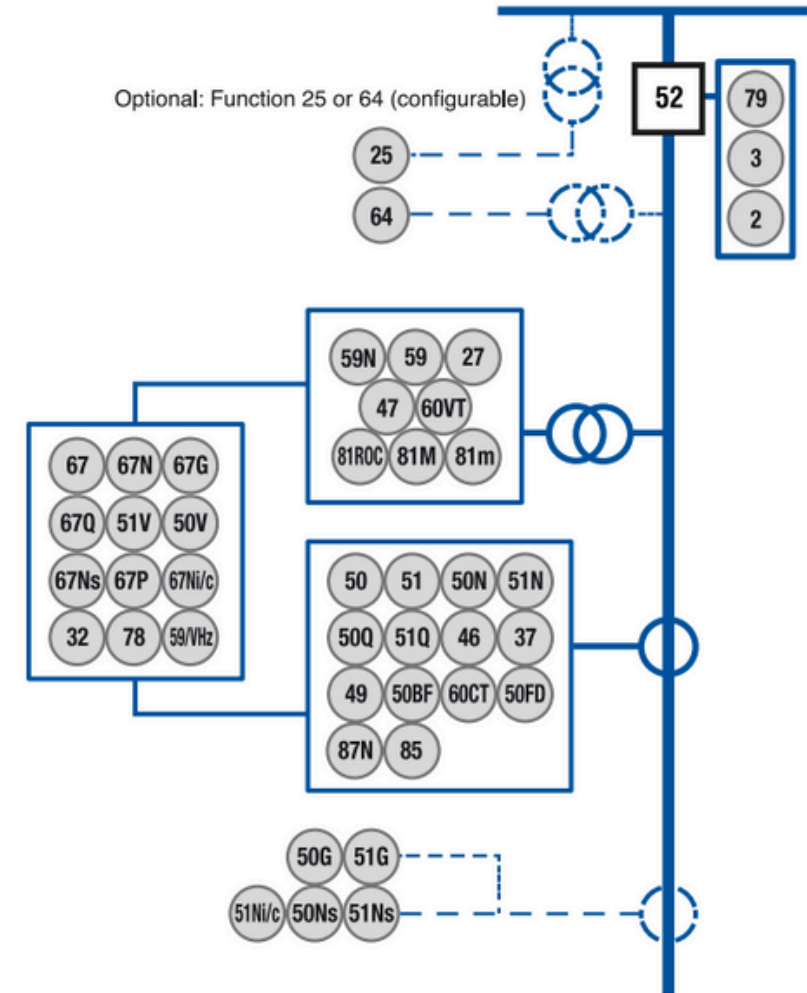 52
79
3
2
Optional: Function 25 or 64 (configurable)
25
64
59N 59 27
47 60VT
81ROC 81M 81m
67 67N 67G
67Q 51V 50V
67Ns 67P 67Ni/c
32 78 59/VHz
50 51 50N 51N
50Q 51Q 46 37
49 50BF 60CT 50FD
87N 85
50G 51G
51Ni/c 50Ns 51Ns